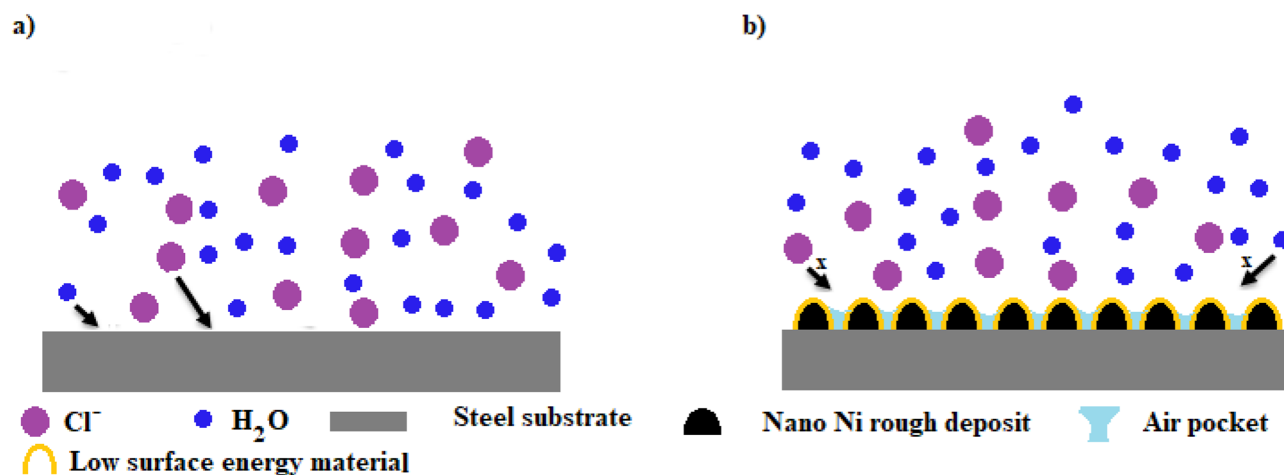 a)
b)
x
x
Cl⁻
H₂O
Steel substrate
Nano Ni rough deposit
Air pocket
Low surface energy material